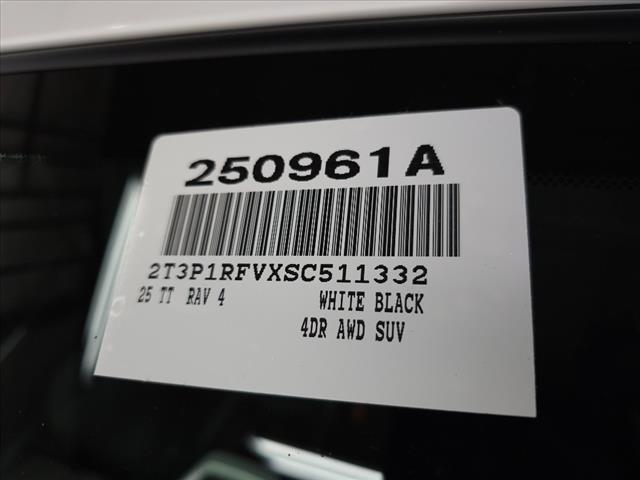 250961A
2T3P1RFVXSC511332
25 TT RAV 4 WHITE BLACK
4DR AWD SUV